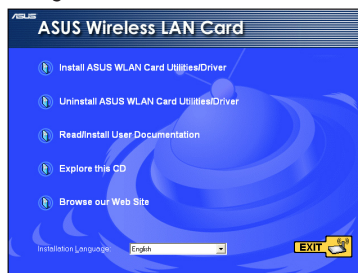 ASUS
ASUS Wireless LAN Card
Install ASUS WLAN Card Utilities/Driver
Uninstall ASUS WLAN Card Utilities/Driver
Read/Install User Documentation
Explore this CD
Browse our Web Site
Installation Language: English
EXIT